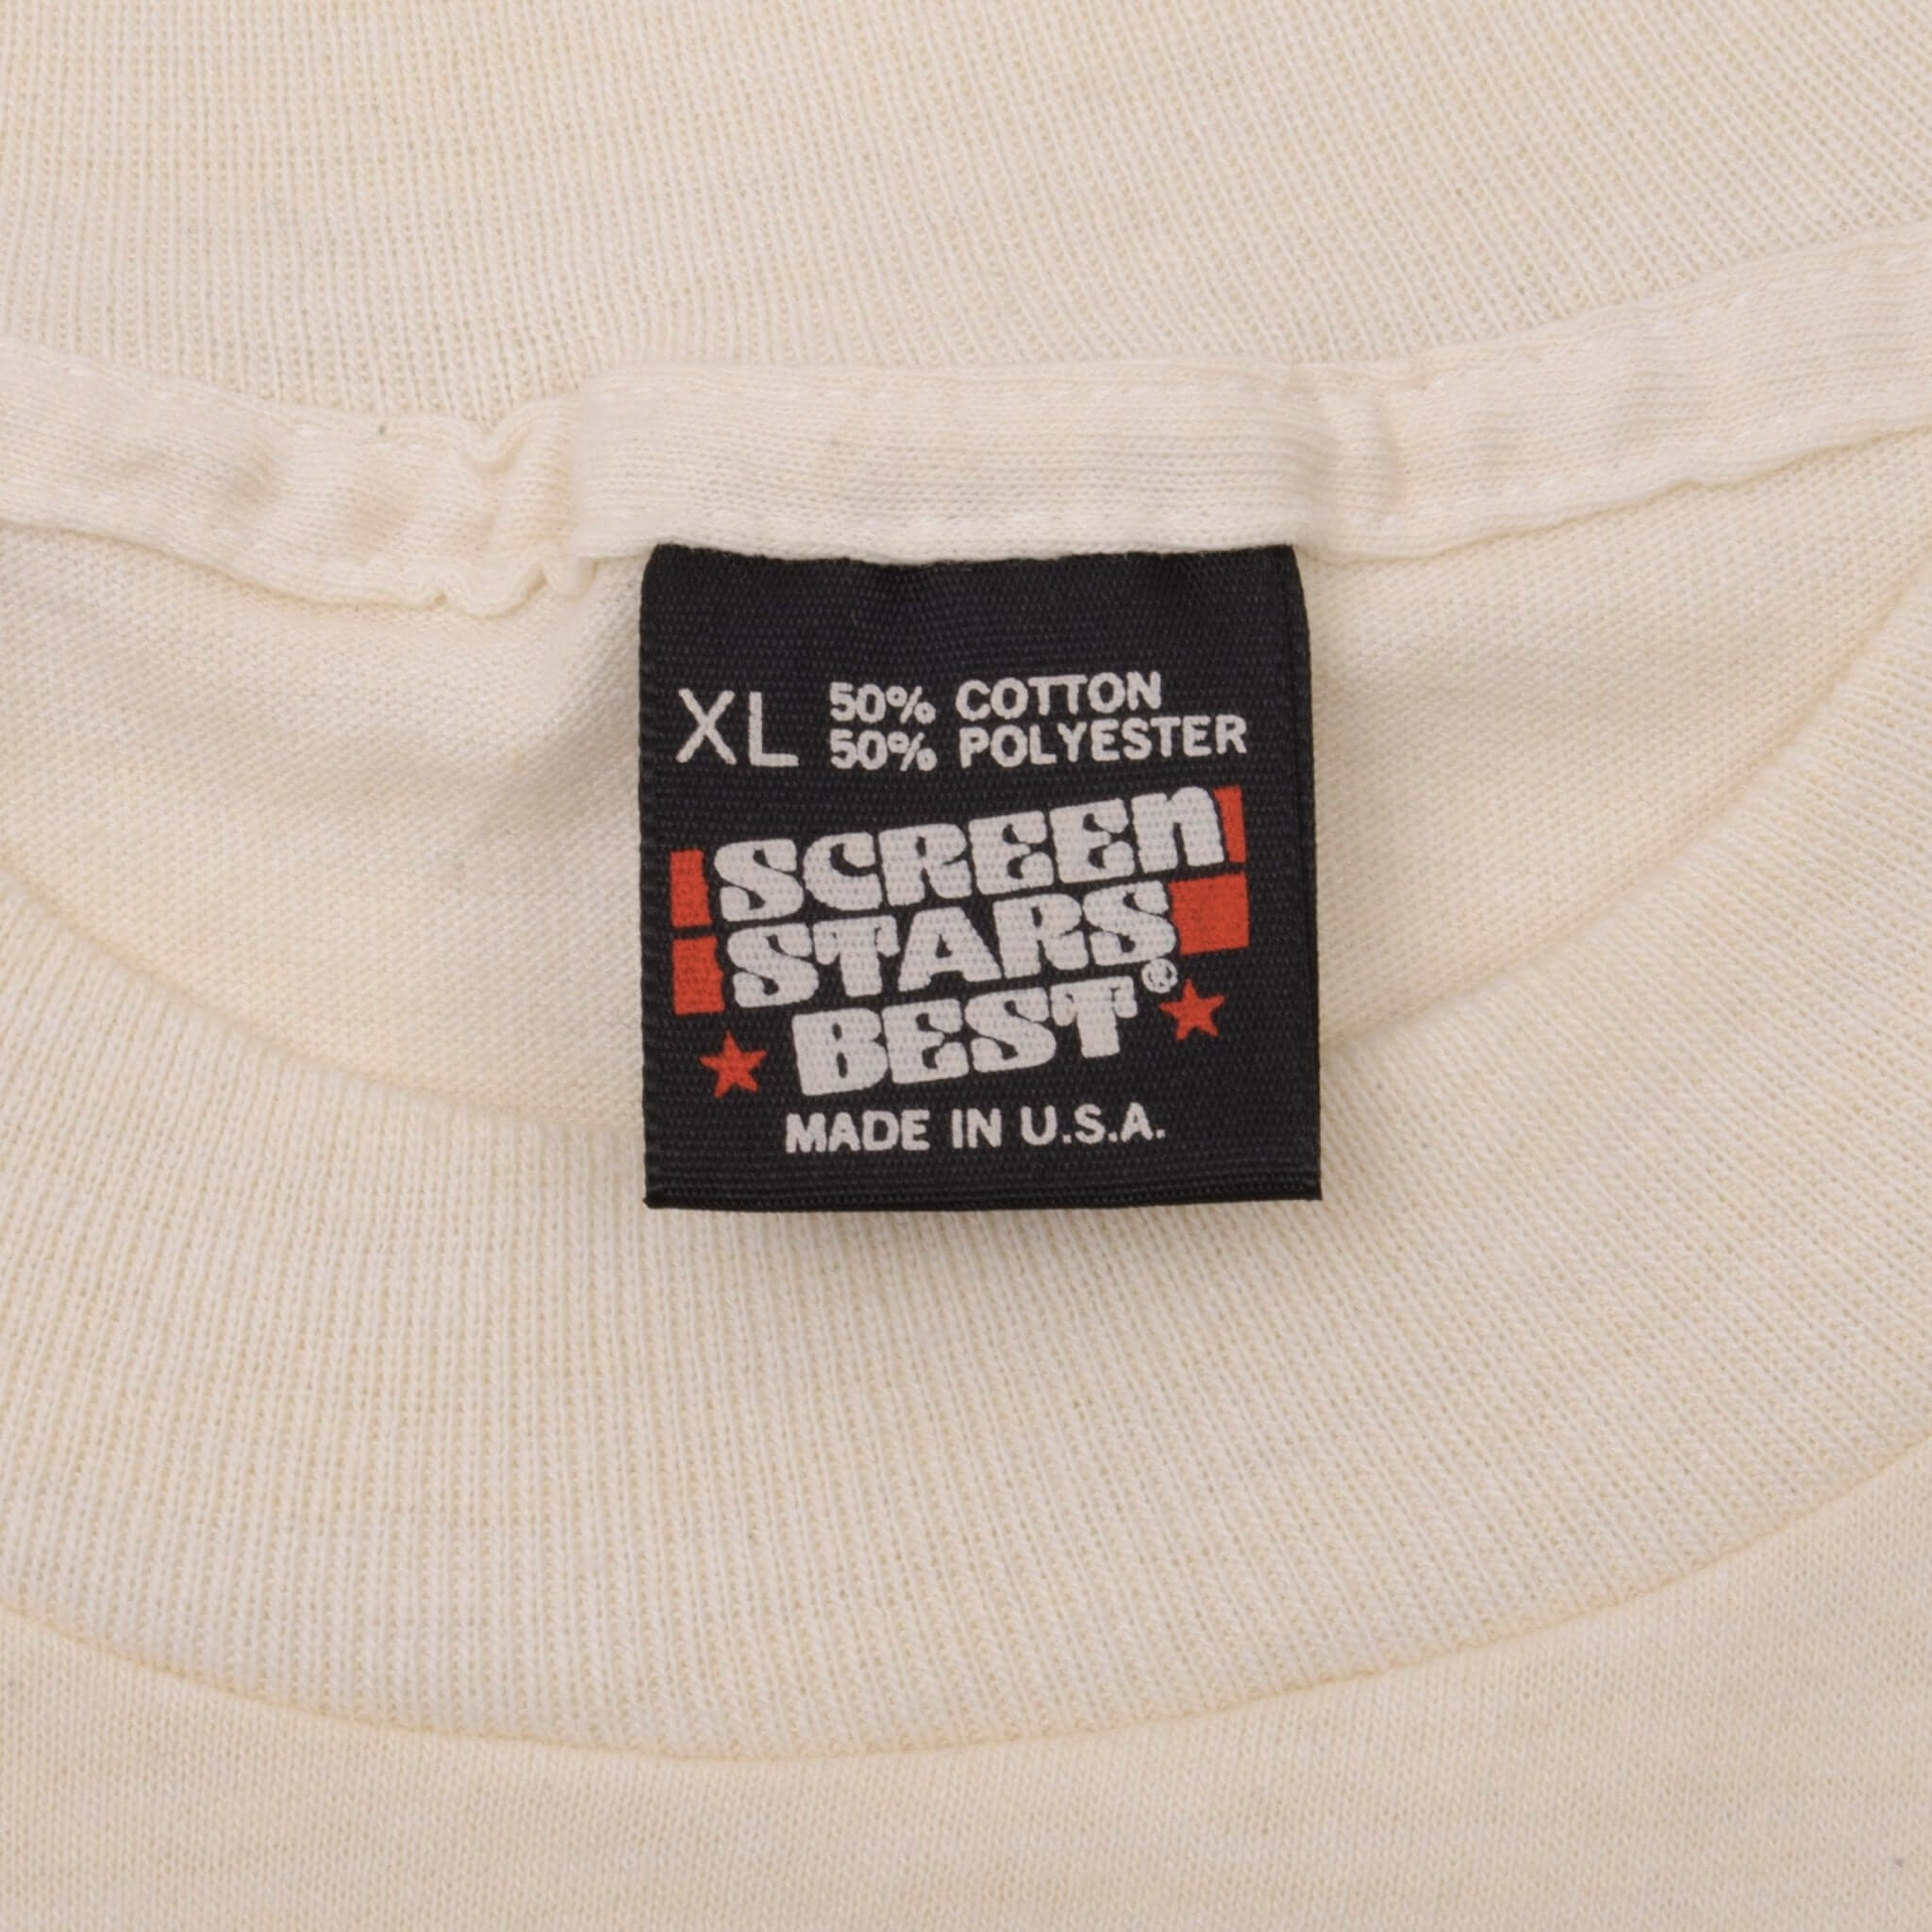 XL 50% COTTON
50% POLYESTER
SCREEn
STARS
BEST®
MADE IN U.S.A.